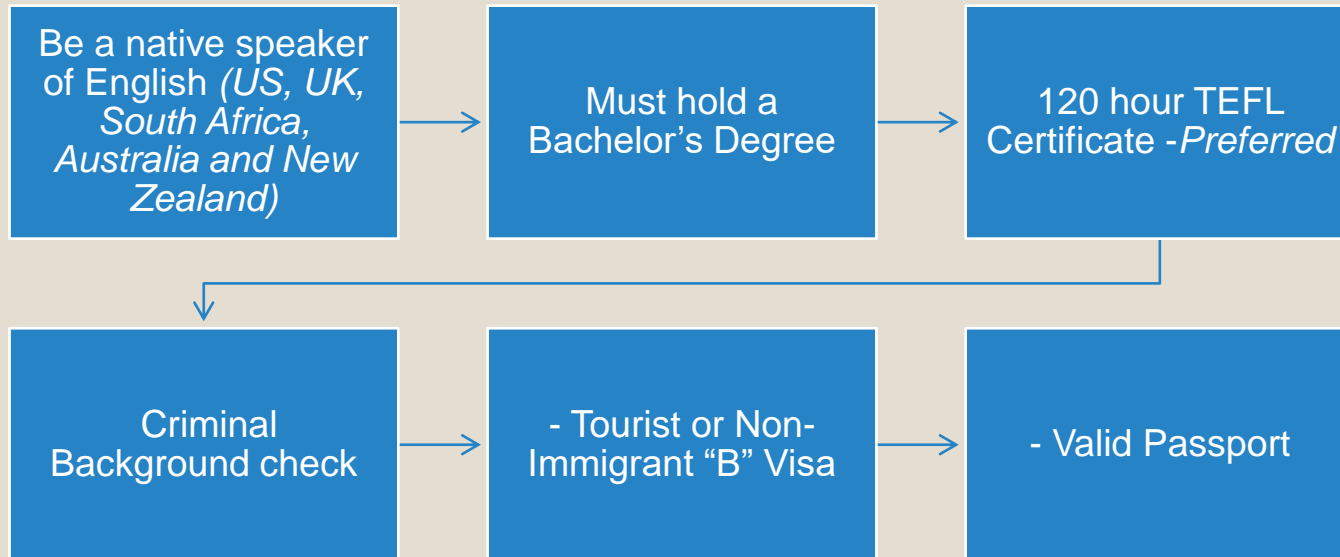 Be a native speaker
of English (US, UK,
South Africa,
Australia and New
Zealand)
Must hold a
Bachelor’s Degree
120 hour TEFL
Certificate -Preferred
Criminal
Background check
- Tourist or Non-
Immigrant “B” Visa
- Valid Passport